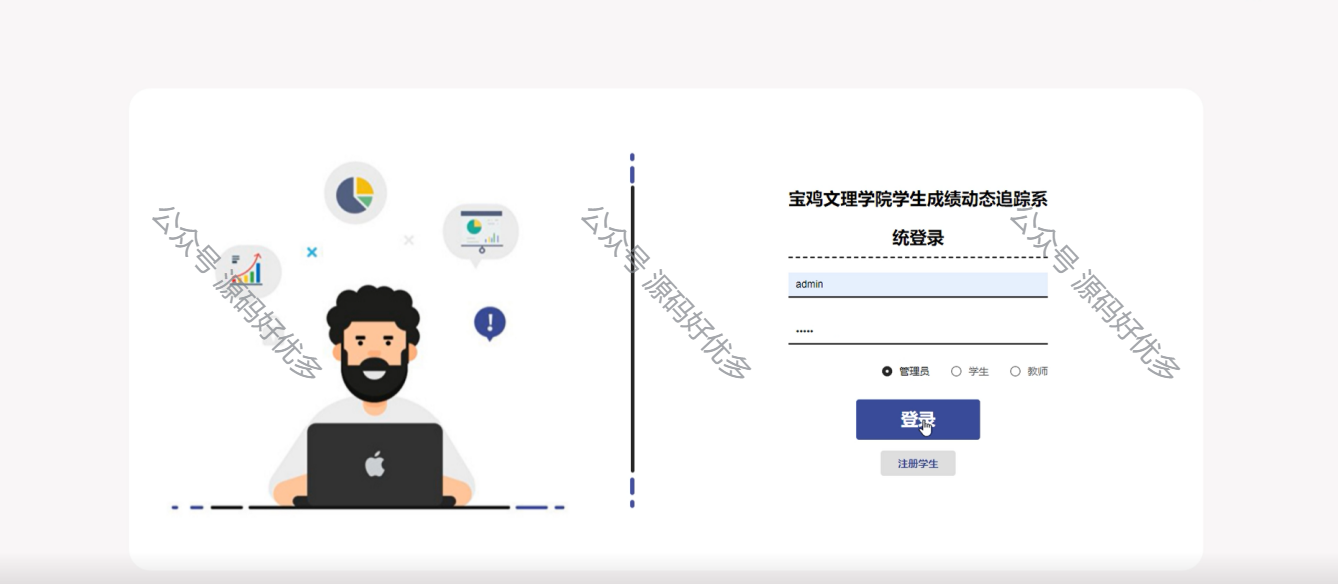 宝鸡文理学院学生成绩动态追踪系
统登录
admin
•••••
管理员 学生 教师
登录
注册学生
公众号 源码好优多
公众号 源码好优多
公众号 源码好优多